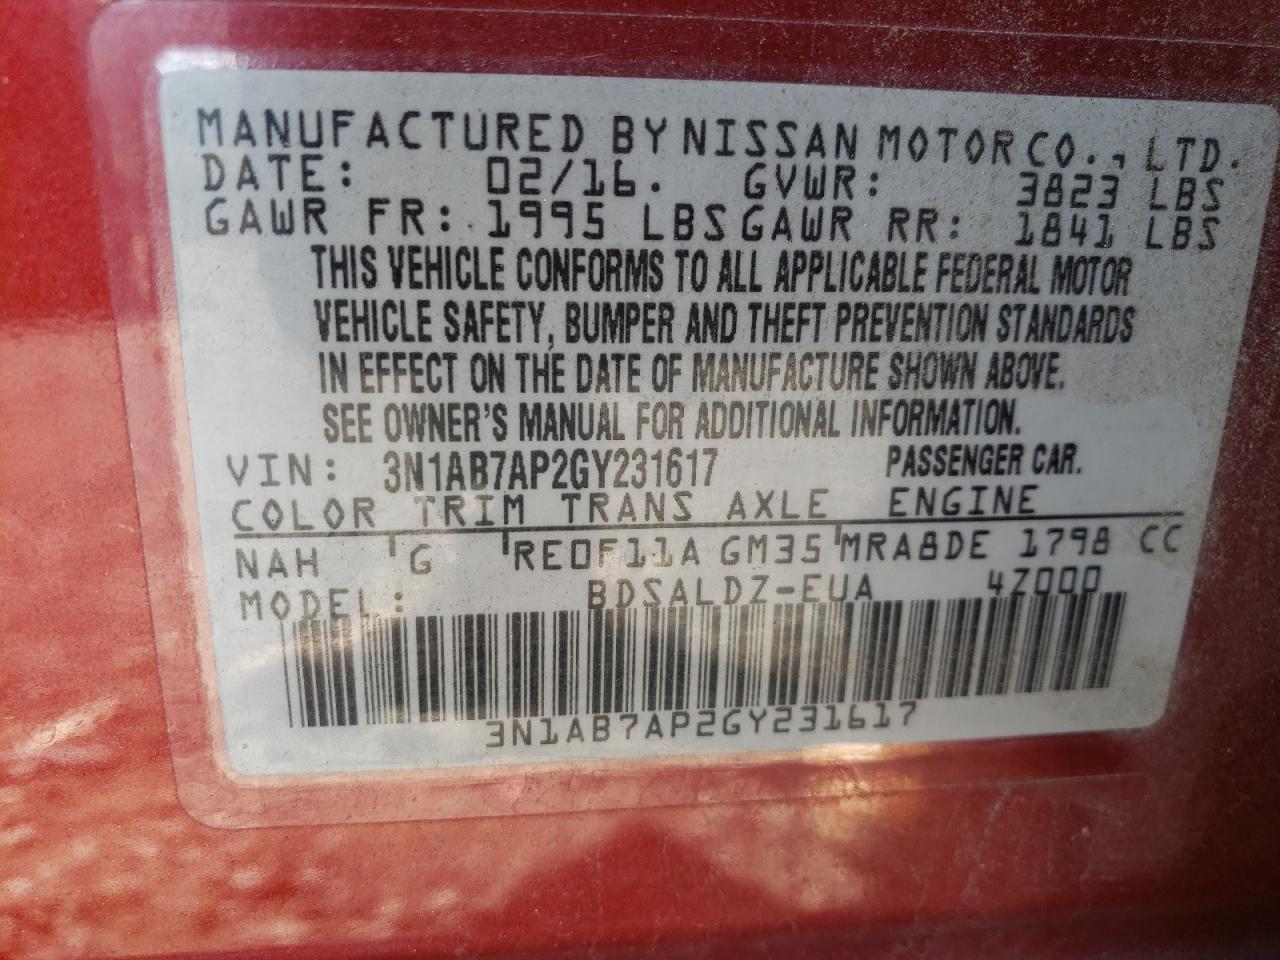 MANUFACTURED BY NISSAN MOTOR CO., LTD.
DATE: 02/16. GVWR: 3823 LBS
GAWR FR: 1995 LBS GAWR RR: 1841 LBS
THIS VEHICLE CONFORMS TO ALL APPLICABLE FEDERAL MOTOR
VEHICLE SAFETY, BUMPER AND THEFT PREVENTION STANDARDS
IN EFFECT ON THE DATE OF MANUFACTURE SHOWN ABOVE.
SEE OWNER'S MANUAL FOR ADDITIONAL INFORMATION.
VIN: 3N1AB7AP2GY231617 PASSENGER CAR.
COLOR TRIM TRANS AXLE ENGINE
NAH G RE0F11A GM35 MRA8DE 1798 CC
MODEL: BDSALDZ-EUA 4Z000
3N1AB7AP2GY231617